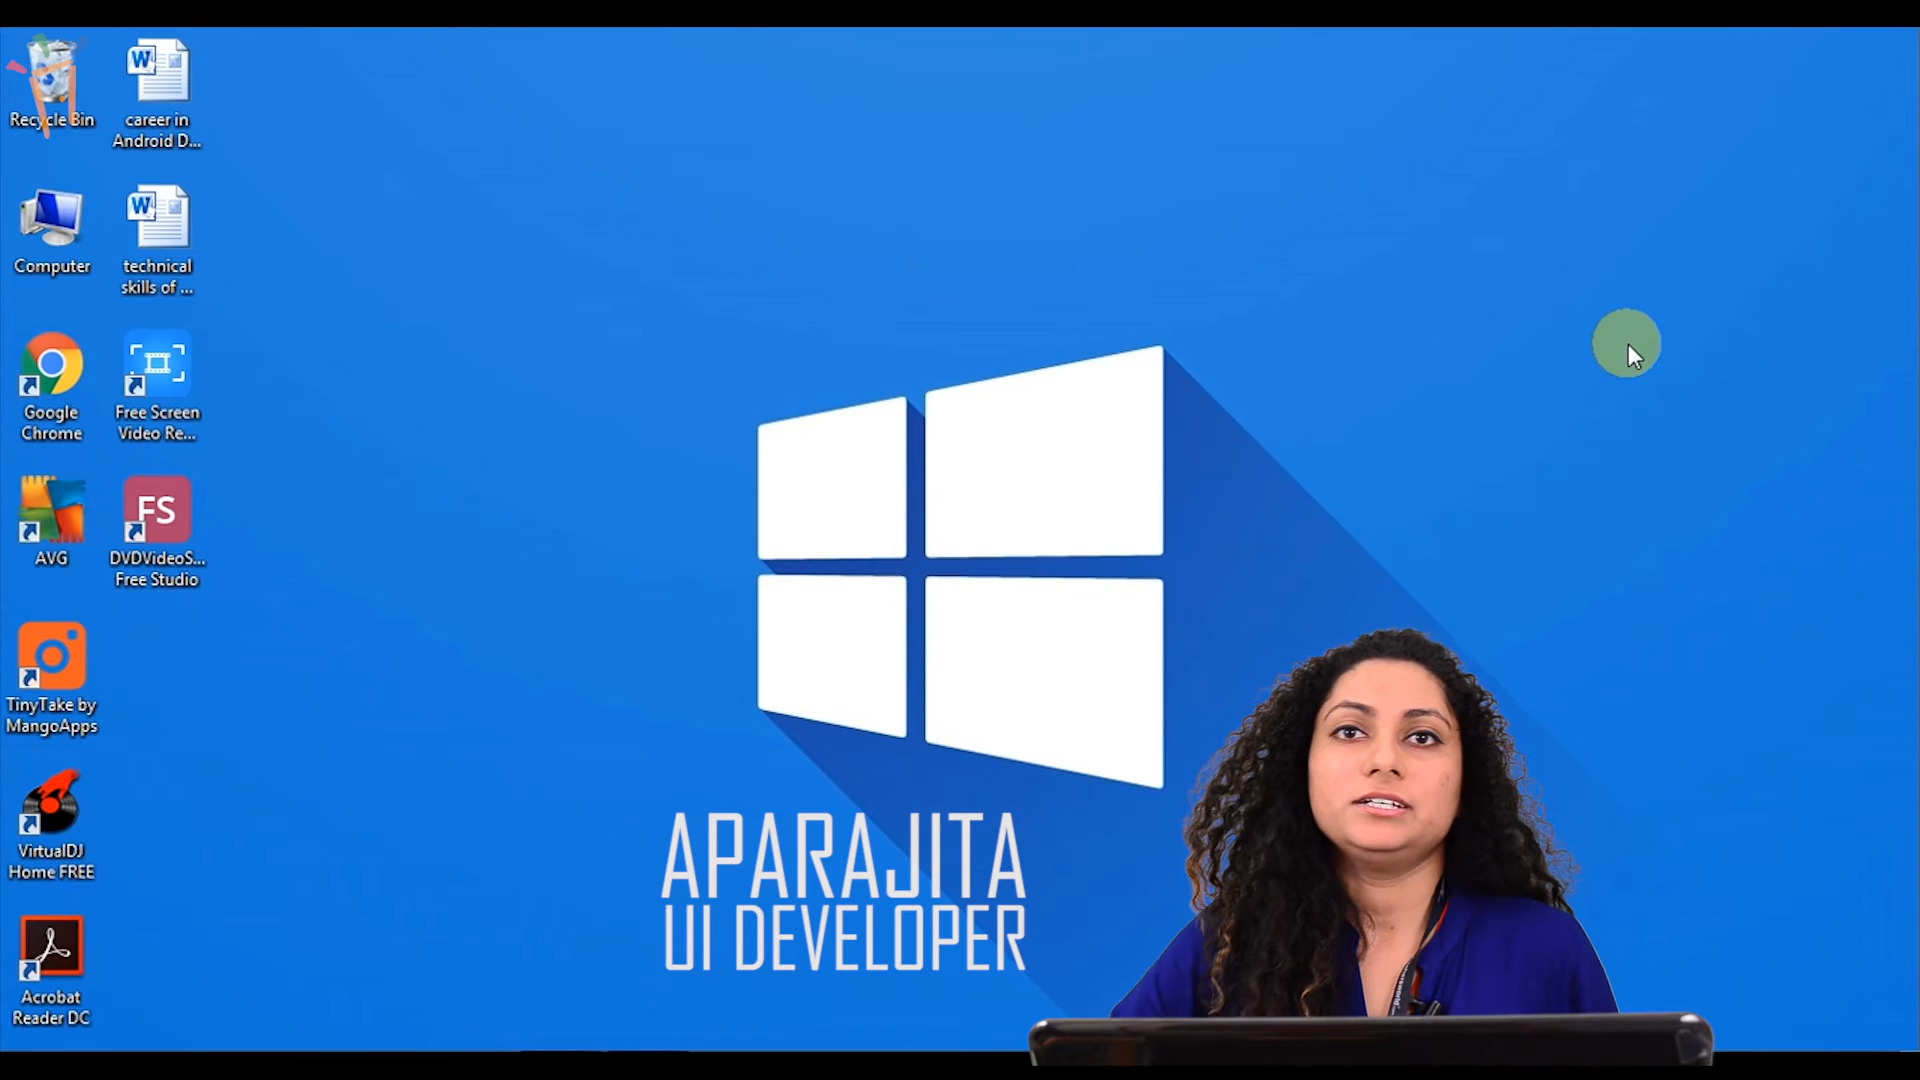 Recycle Bin
career in
Android D...
Computer
technical
skills of ...
Google
Chrome
Free Screen
Video Re...
AVG
FS
DVDVideoS...
Free Studio
TinyTake by
MangoApps
VirtualDJ
Home FREE
Acrobat
Reader DC
APARAJITA
UI DEVELOPER